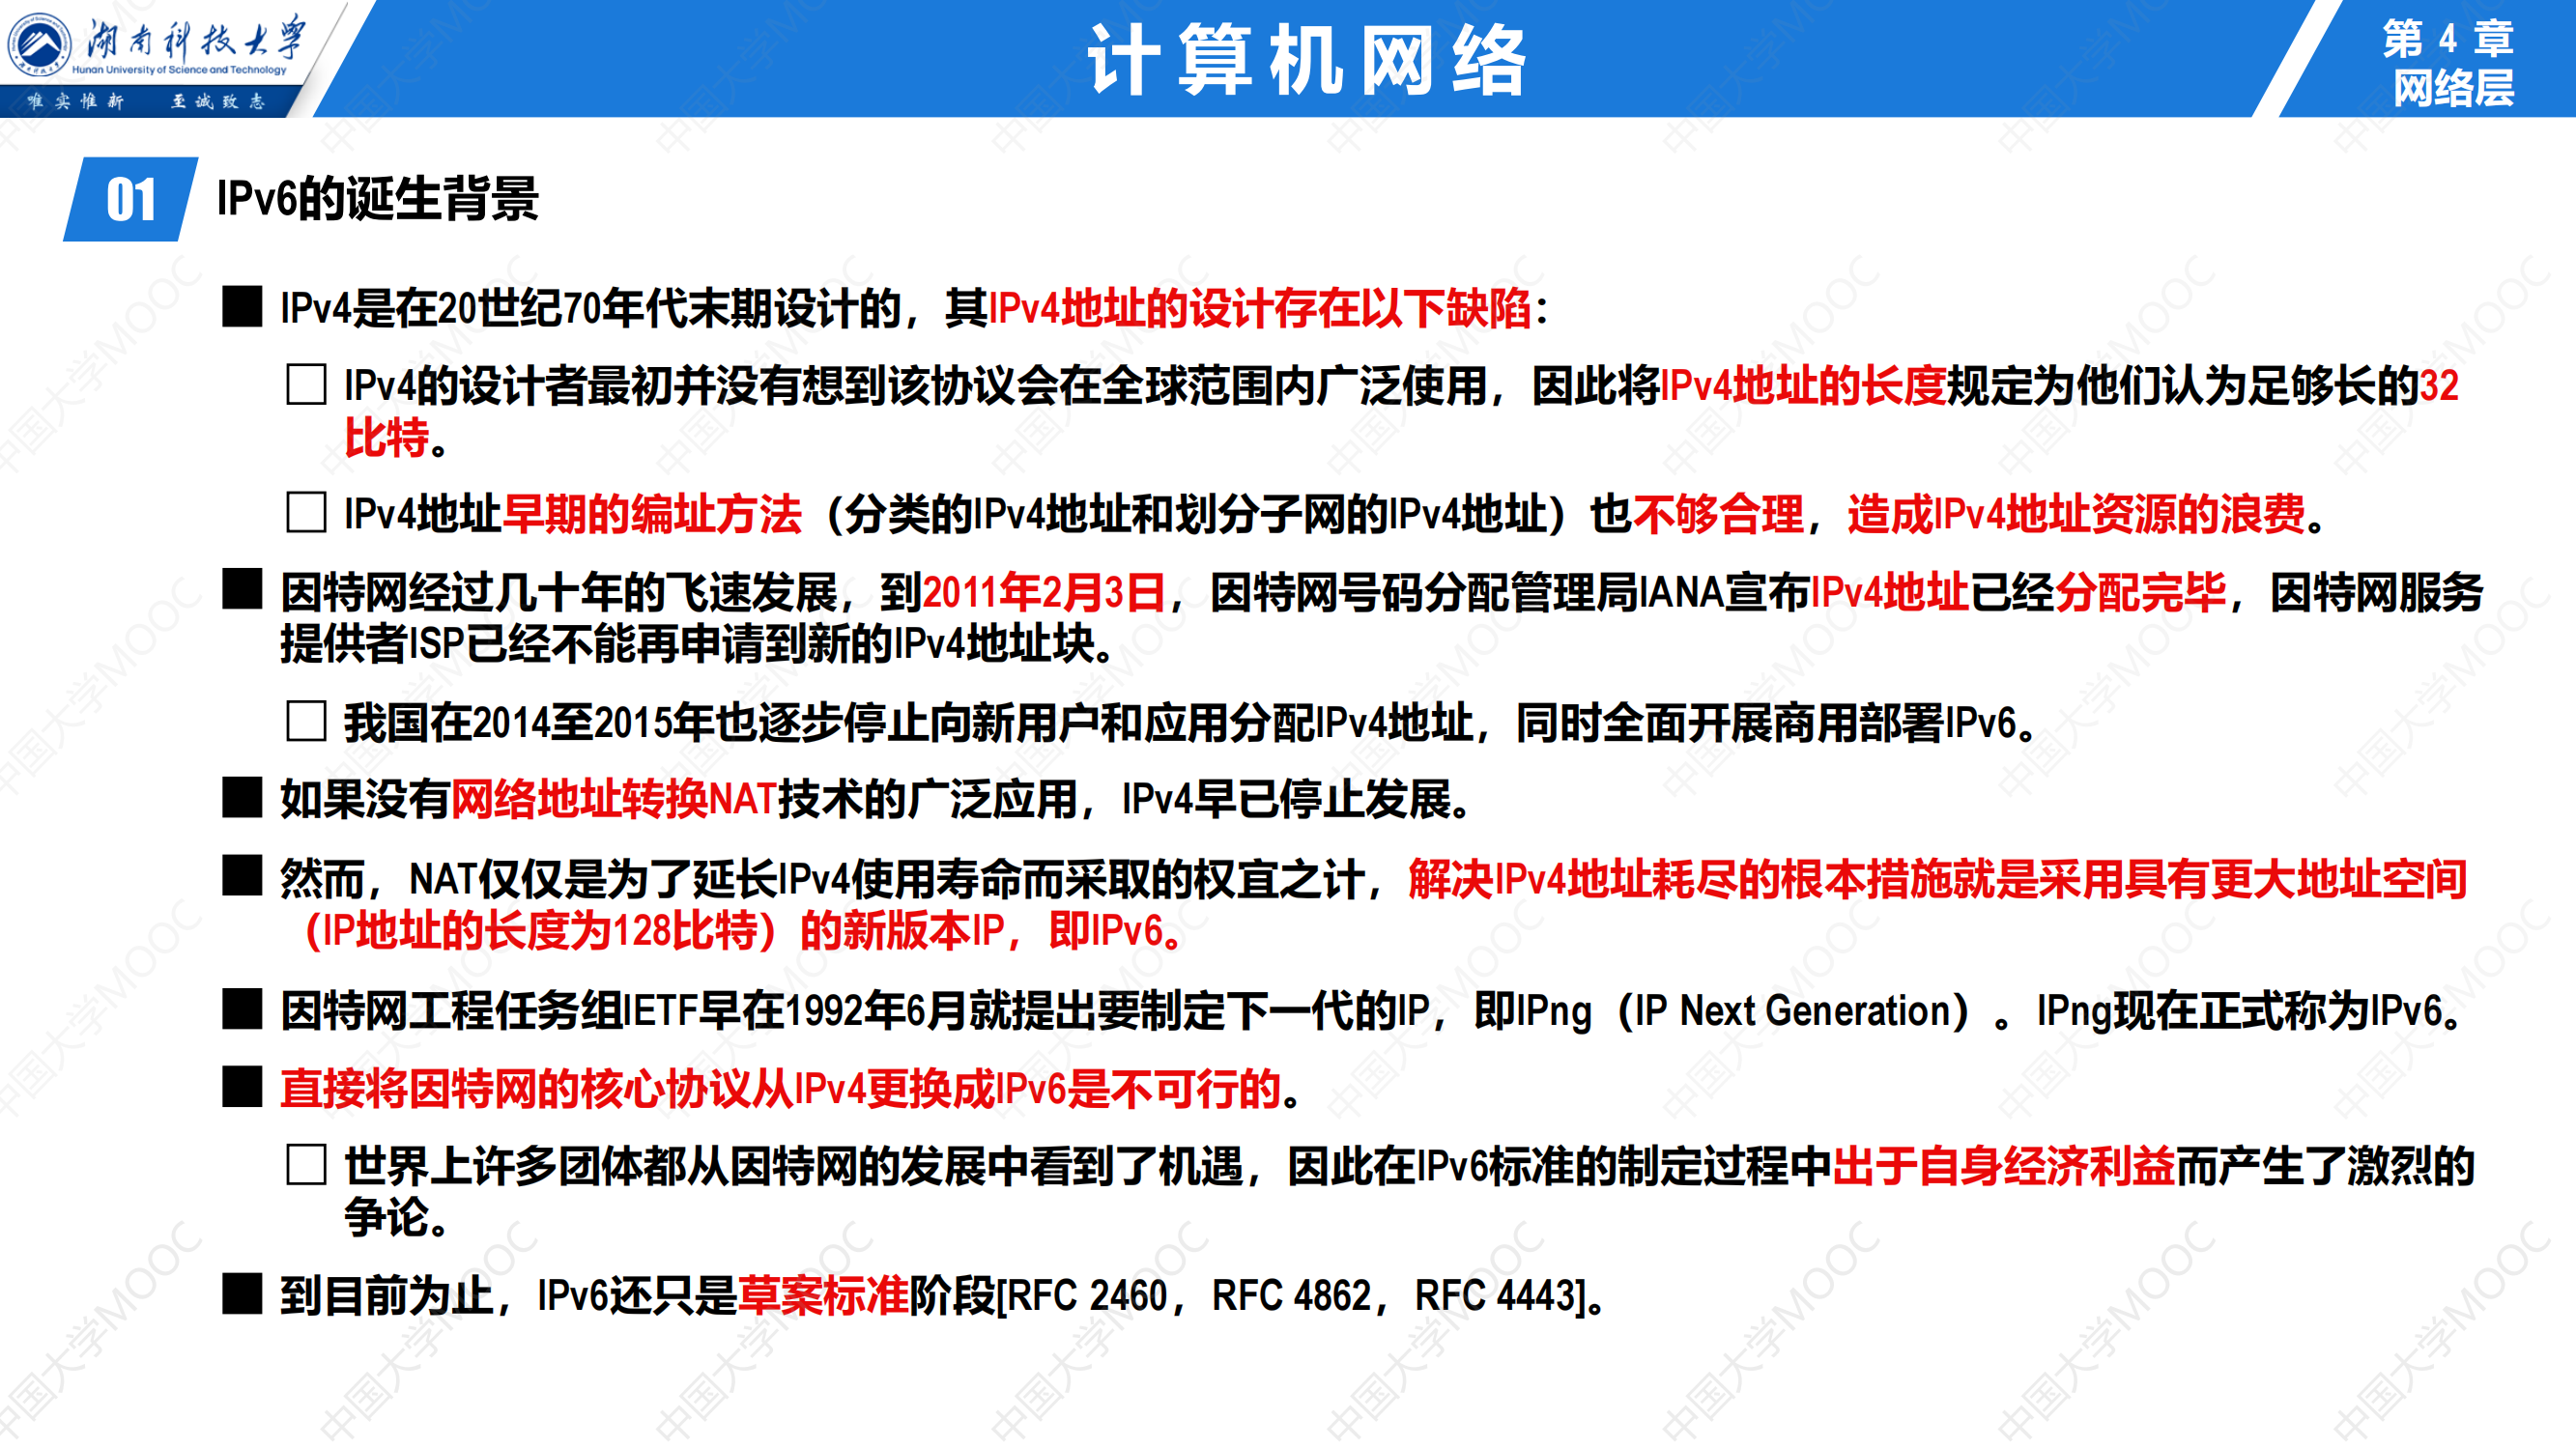 湖南科技大学
Hunan University of Science and Technology
唯实惟新 至诚致志
计算机网络
第 4 章
网络层
01
IPv6的诞生背景
IPv4是在20世纪70年代末期设计的，其IPv4地址的设计存在以下缺陷：
IPv4的设计者最初并没有想到该协议会在全球范围内广泛使用，因此将IPv4地址的长度规定为他们认为足够长的32
比特。
IPv4地址早期的编址方法（分类的IPv4地址和划分子网的IPv4地址）也不够合理，造成IPv4地址资源的浪费。
因特网经过几十年的飞速发展，到2011年2月3日，因特网号码分配管理局IANA宣布IPv4地址已经分配完毕，因特网服务
提供者ISP已经不能再申请到新的IPv4地址块。
我国在2014至2015年也逐步停止向新用户和应用分配IPv4地址，同时全面开展商用部署IPv6。
如果没有网络地址转换NAT技术的广泛应用，IPv4早已停止发展。
然而，NAT仅仅是为了延长IPv4使用寿命而采取的权宜之计，解决IPv4地址耗尽的根本措施就是采用具有更大地址空间
（IP地址的长度为128比特）的新版本IP，即IPv6。
因特网工程任务组IETF早在1992年6月就提出要制定下一代的IP，即IPng（IP Next Generation）。IPng现在正式称为IPv6。
直接将因特网的核心协议从IPv4更换成IPv6是不可行的。
世界上许多团体都从因特网的发展中看到了机遇，因此在IPv6标准的制定过程中出于自身经济利益而产生了激烈的
争论。
到目前为止，IPv6还只是草案标准阶段[RFC 2460，RFC 4862，RFC 4443]。
中国大学MOOC